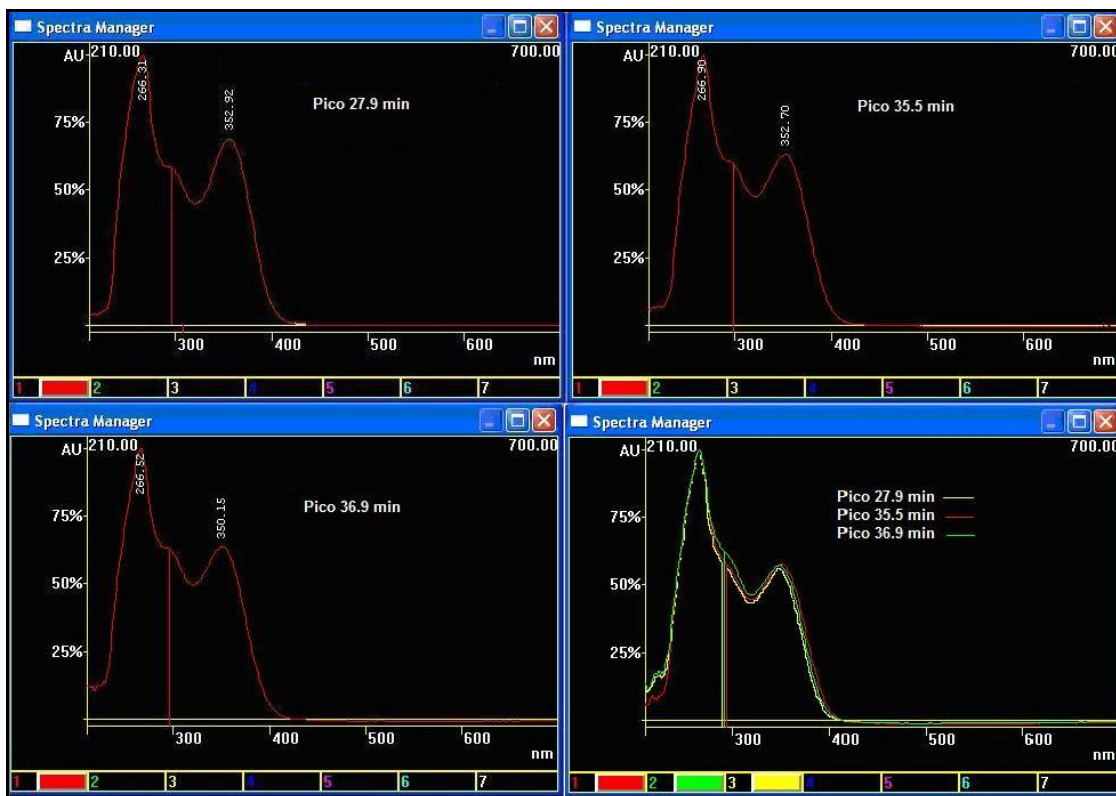 Spectra Manager
AU 210.00 700.00
266.31
352.92
Pico 27.9 min
75%
50%
25%
300 400 500 600
nm
1 2 3 4 5 6 7
Spectra Manager
AU 210.00 700.00
266.90
352.70
Pico 35.5 min
75%
50%
25%
300 400 500 600
nm
1 2 3 4 5 6 7
Spectra Manager
AU 210.00 700.00
266.52
350.15
Pico 36.9 min
75%
50%
25%
300 400 500 600
nm
1 2 3 4 5 6 7
Spectra Manager
AU 210.00 700.00
Pico 27.9 min
Pico 35.5 min
Pico 36.9 min
75%
50%
25%
300 400 500 600
nm
1 2 3 4 5 6 7